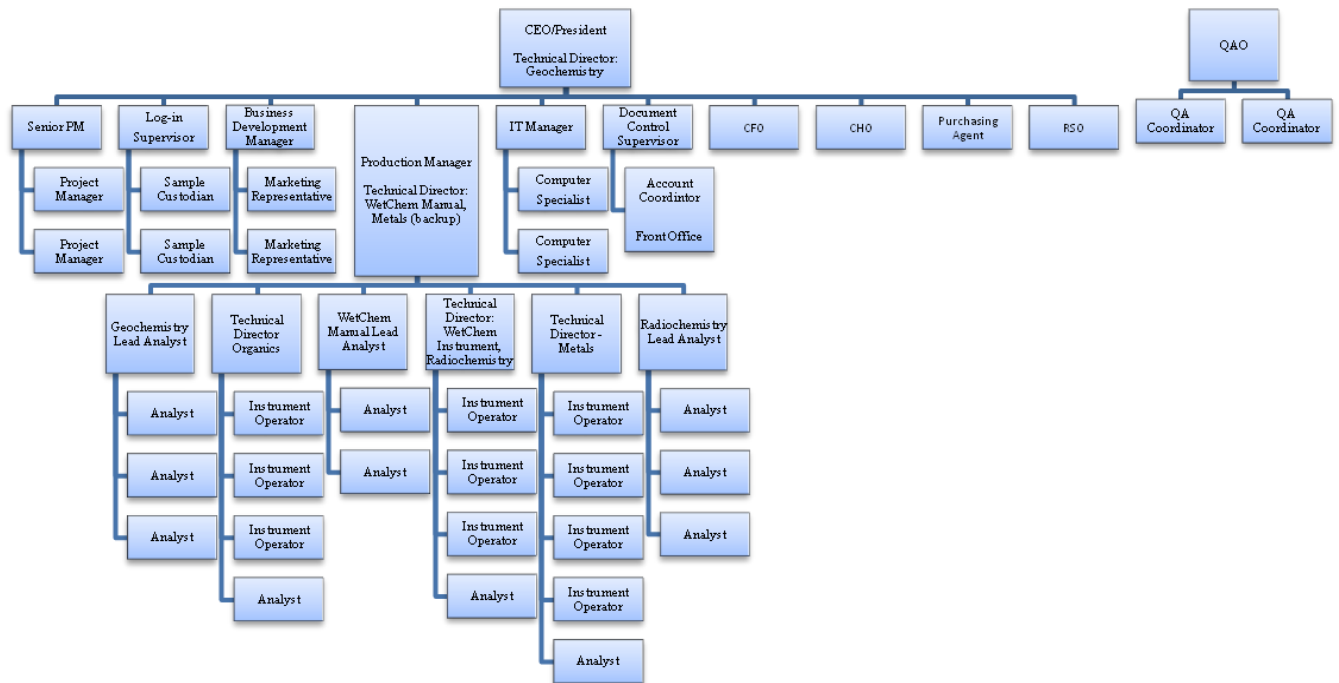 CEO/President
Technical Director:
Geochemistry
QAO
QA
Coordinator
QA
Coordinator
Senior PM
Log-in
Supervisor
Business
Development
Manager
Production Manager
Technical Director:
WetChem Manual,
Metals (backup)
IT Manager
Document
Control
Supervisor
CFO
CHO
Purchasing
Agent
RSO
Project
Manager
Project
Manager
Sample
Custodian
Sample
Custodian
Marketing
Representative
Marketing
Representative
Computer
Specialist
Computer
Specialist
Account
Coordintor
Front Office
Geochemistry
Lead Analyst
Analyst
Analyst
Analyst
Technical
Director
Organics
Instrument
Operator
Instrument
Operator
Instrument
Operator
Analyst
WetChem
Manual Lead
Analyst
Analyst
Analyst
Technical
Director:
WetChem
Instrument,
Radiochemistry
Instrument
Operator
Instrument
Operator
Instrument
Operator
Analyst
Technical
Director-
Metals
Instrument
Operator
Instrument
Operator
Instrument
Operator
Instrument
Operator
Analyst
Radiochemistry
Lead Analyst
Analyst
Analyst
Analyst